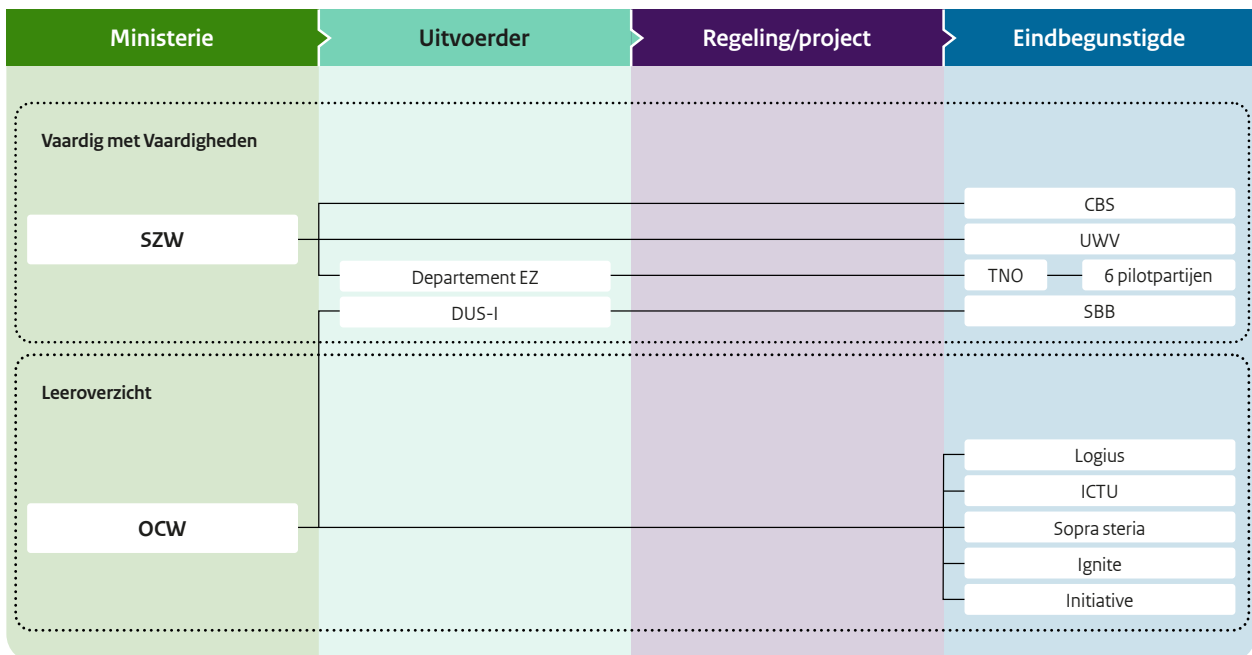 Ministerie
Uitvoerder
Regeling/project
Eindbegunstigde
Vaardig met Vaardigheden
SZW
CBS
UWV
Departement EZ
TNO
6 pilotpartijen
DUS-I
SBB
Leeroverzicht
OCW
Logius
ICTU
Sopra steria
Ignite
Initiative